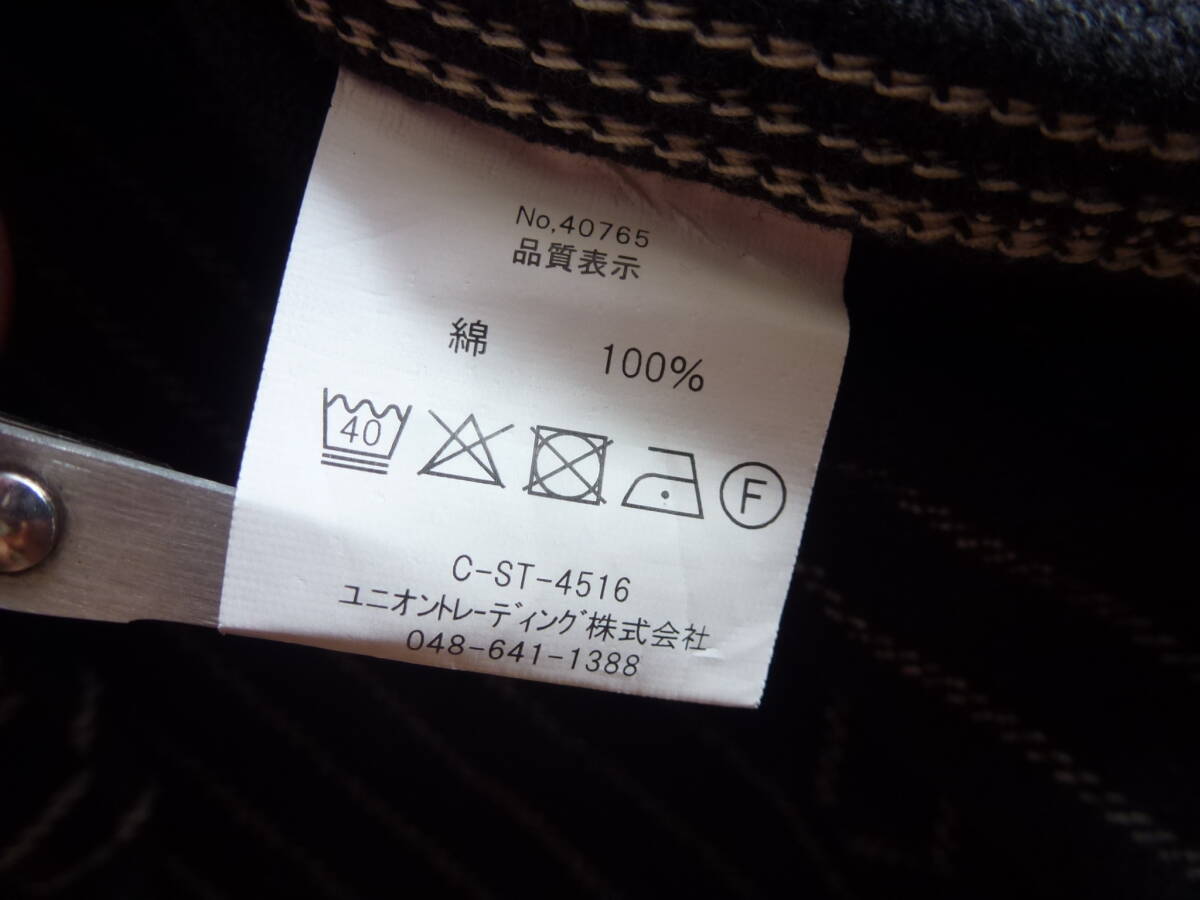 No,40765
品質表示
綿 100%
40
F
C-ST-4516
ユニオントレーディング株式会社
048-641-1388